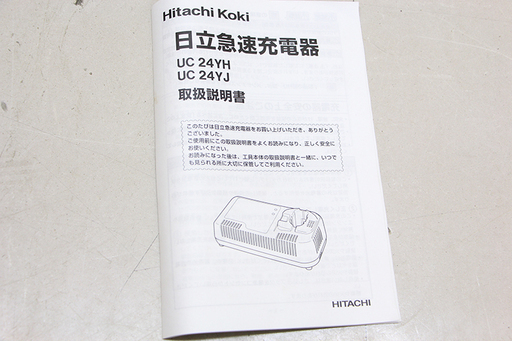 Hitachi Koki
日立急速充電器
UC 24YH
UC 24YJ
取扱説明書
このたびは日立急速充電器をお買い上げいただき、ありがとう
ございました。
ご使用前にこの取扱説明書をよくお読みになり、正しく安全に
お使いください。
お読みになった後は、工具本体の取扱説明書と一緒に、いつで
も見られる所に大切に保管してご利用ください。
HITACHI